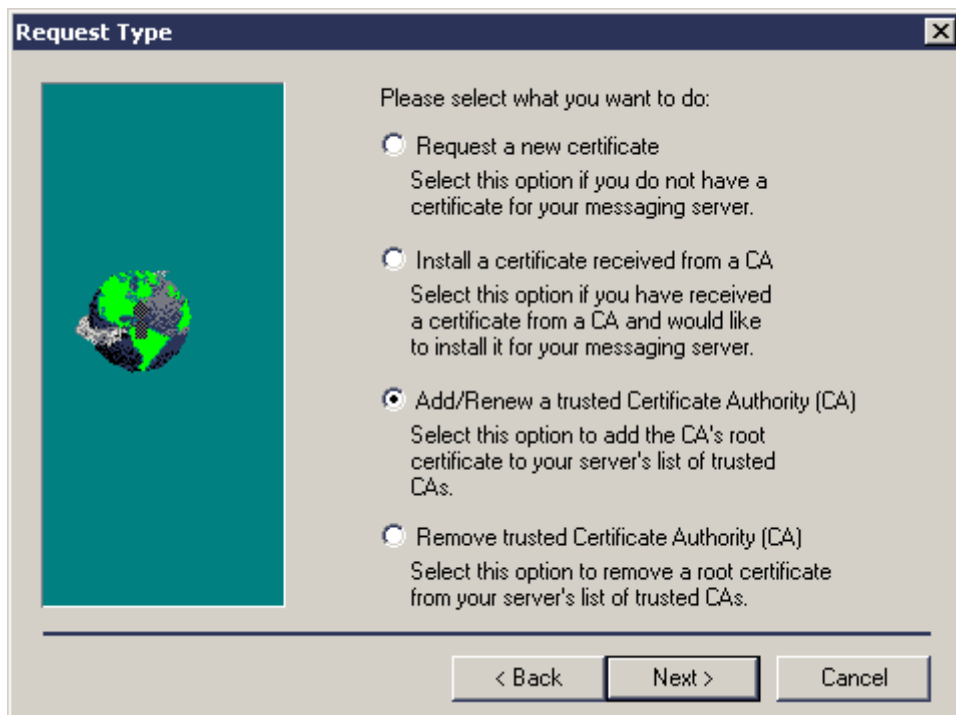 Request Type
Please select what you want to do:
Request a new certificate
Select this option if you do not have a
certificate for your messaging server.
Install a certificate received from a CA
Select this option if you have received
a certificate from a CA and would like
to install it for your messaging server.
Add/Renew a trusted Certificate Authority (CA)
Select this option to add the CA's root
certificate to your server's list of trusted
CAs.
Remove trusted Certificate Authority (CA)
Select this option to remove a root certificate
from your server's list of trusted CAs.
< Back
Next >
Cancel